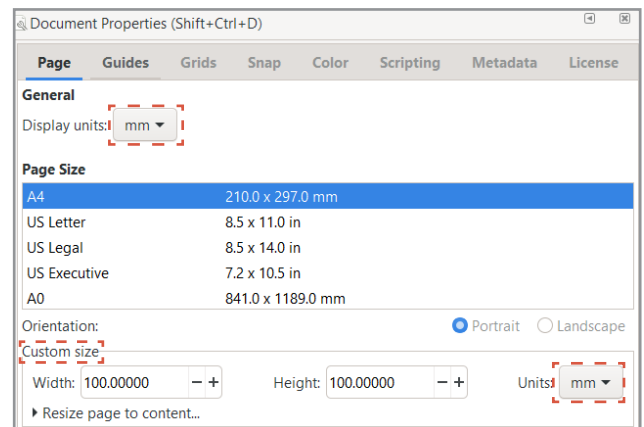 Document Properties (Shift+Ctrl+D)
Page Guides Grids Snap Color Scripting Metadata License
General
Display units: mm
Page Size
A4 210.0 x 297.0 mm
US Letter 8.5 x 11.0 in
US Legal 8.5 x 14.0 in
US Executive 7.2 x 10.5 in
A0 841.0 x 1189.0 mm
Orientation: Portrait Landscape
Custom size
Width: 100.00000 − + Height: 100.00000 − + Units: mm
Resize page to content...